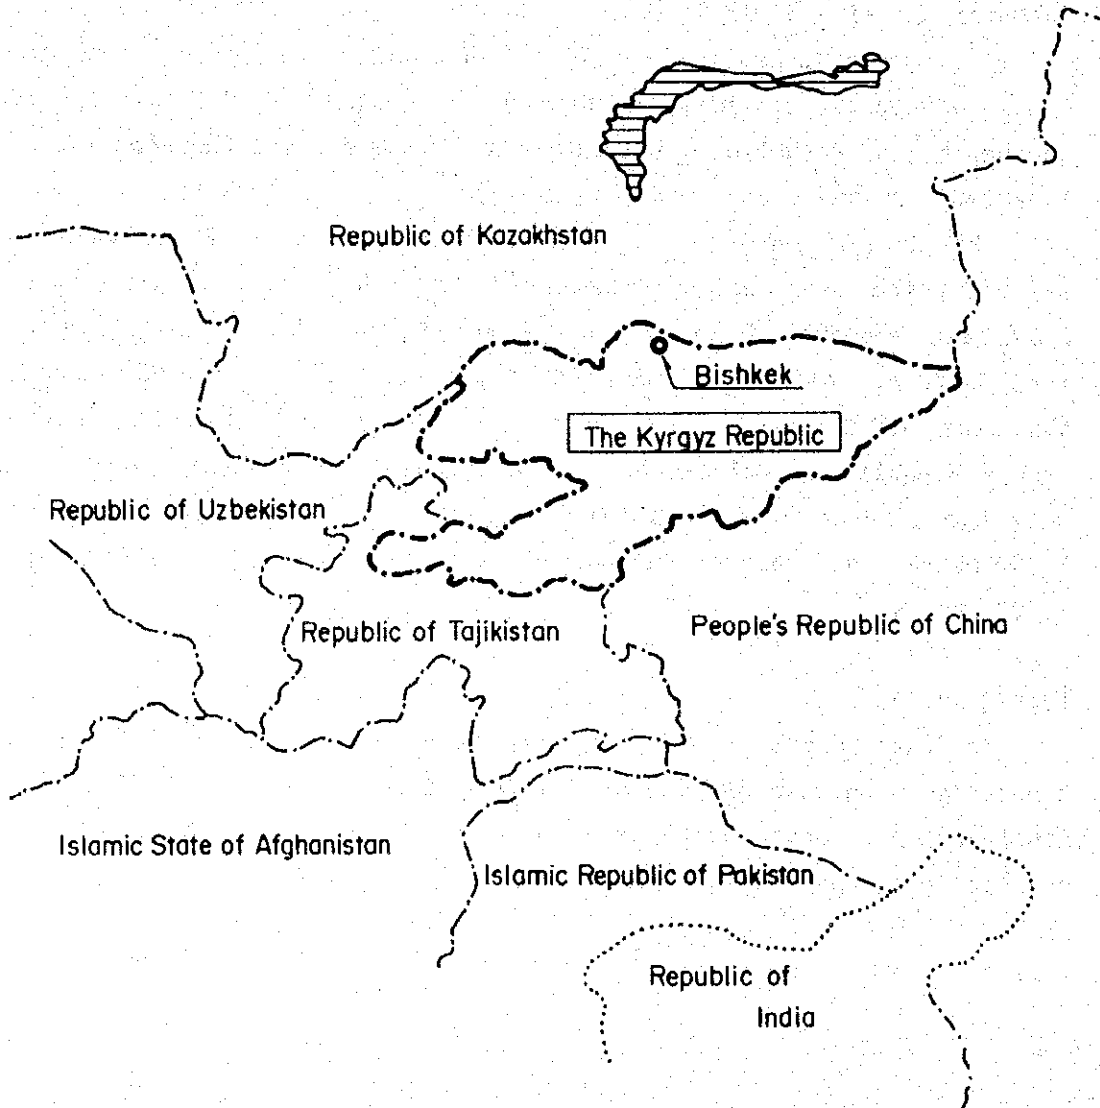 Republic of Kazakhstan
Bishkek
The Kyrgyz Republic
Republic of Uzbekistan
Republic of Tajikistan
People's Republic of China
Islamic State of Afghanistan
Islamic Republic of Pakistan
Republic of
India